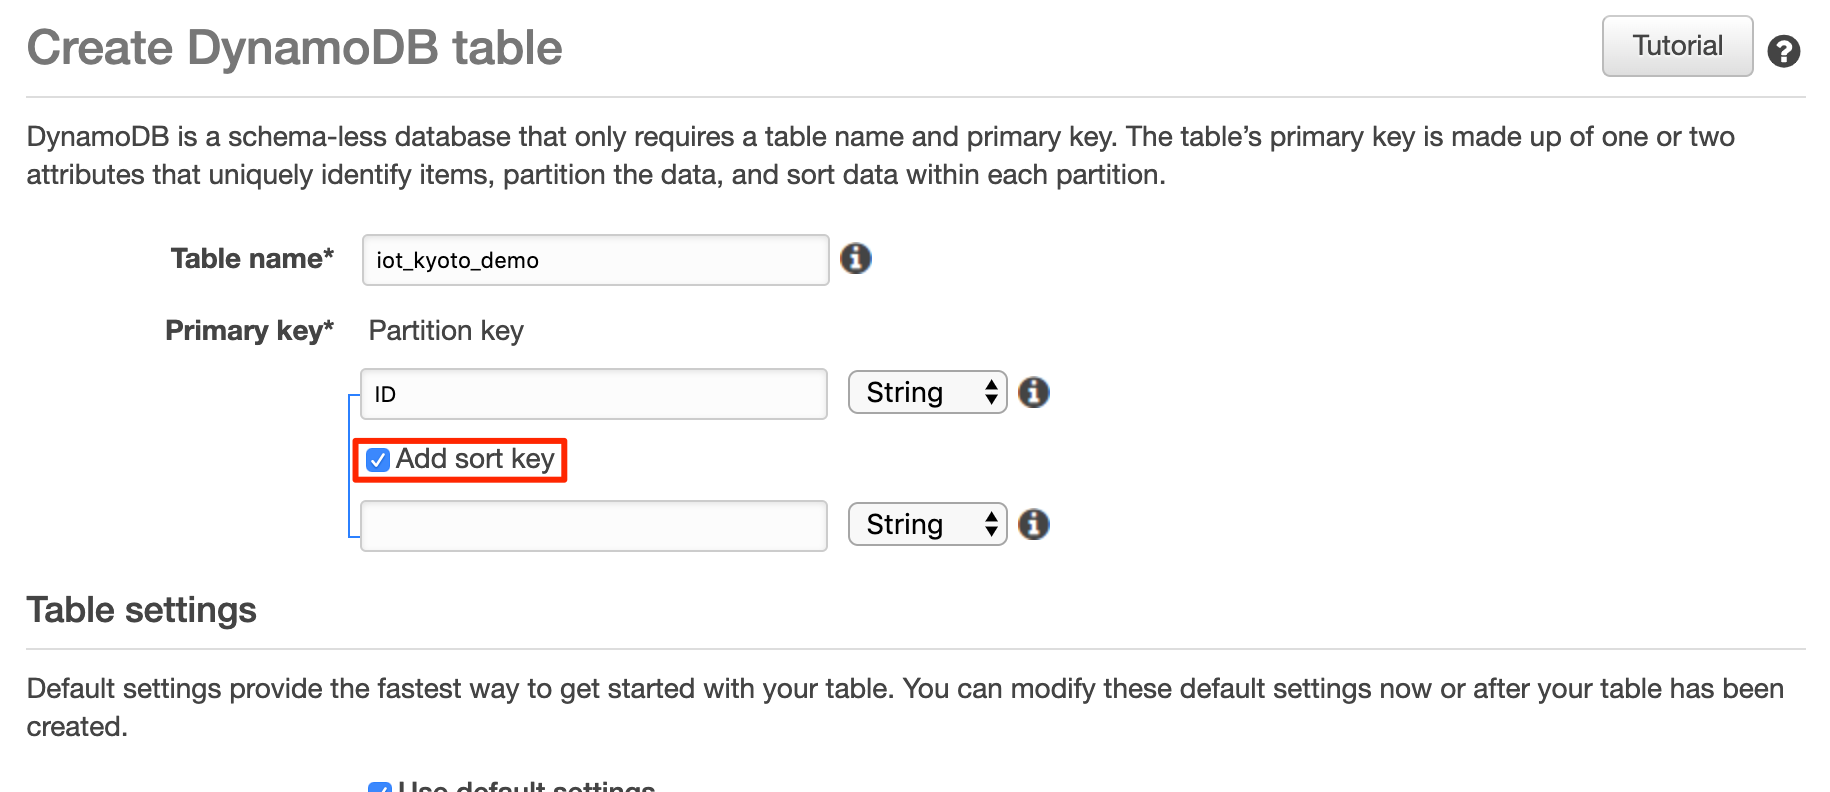 Create DynamoDB table
Tutorial
DynamoDB is a schema-less database that only requires a table name and primary key. The table’s primary key is made up of one or two
attributes that uniquely identify items, partition the data, and sort data within each partition.
Table name* iot_kyoto_demo
Primary key* Partition key
ID String
Add sort key
String
Table settings
Default settings provide the fastest way to get started with your table. You can modify these default settings now or after your table has been
created.
Use default settings